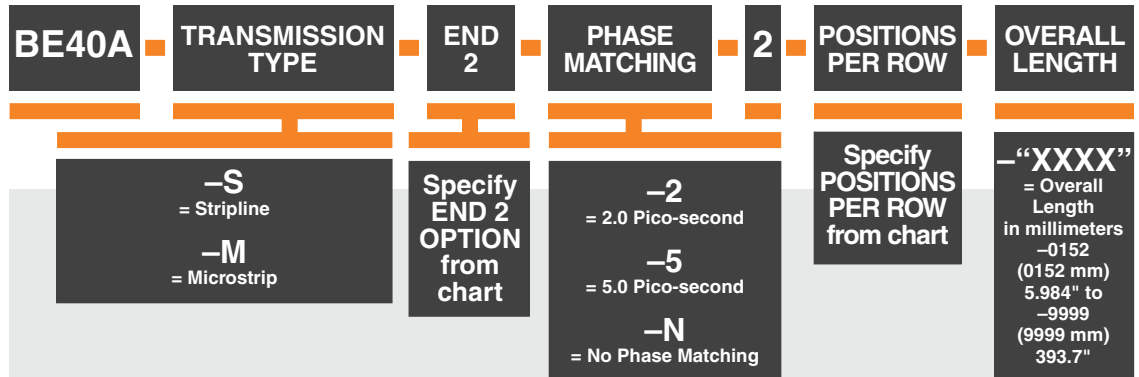 BE40A
TRANSMISSION
TYPE
END
2
PHASE
MATCHING
2
POSITIONS
PER ROW
OVERALL
LENGTH
–S
= Stripline
–M
= Microstrip
Specify
END 2
OPTION
from
chart
–2
= 2.0 Pico-second
–5
= 5.0 Pico-second
–N
= No Phase Matching
Specify
POSITIONS
PER ROW
from chart
–“XXXX”
= Overall
Length
in millimeters
–0152
(0152 mm)
5.984" to
–9999
(9999 mm)
393.7"